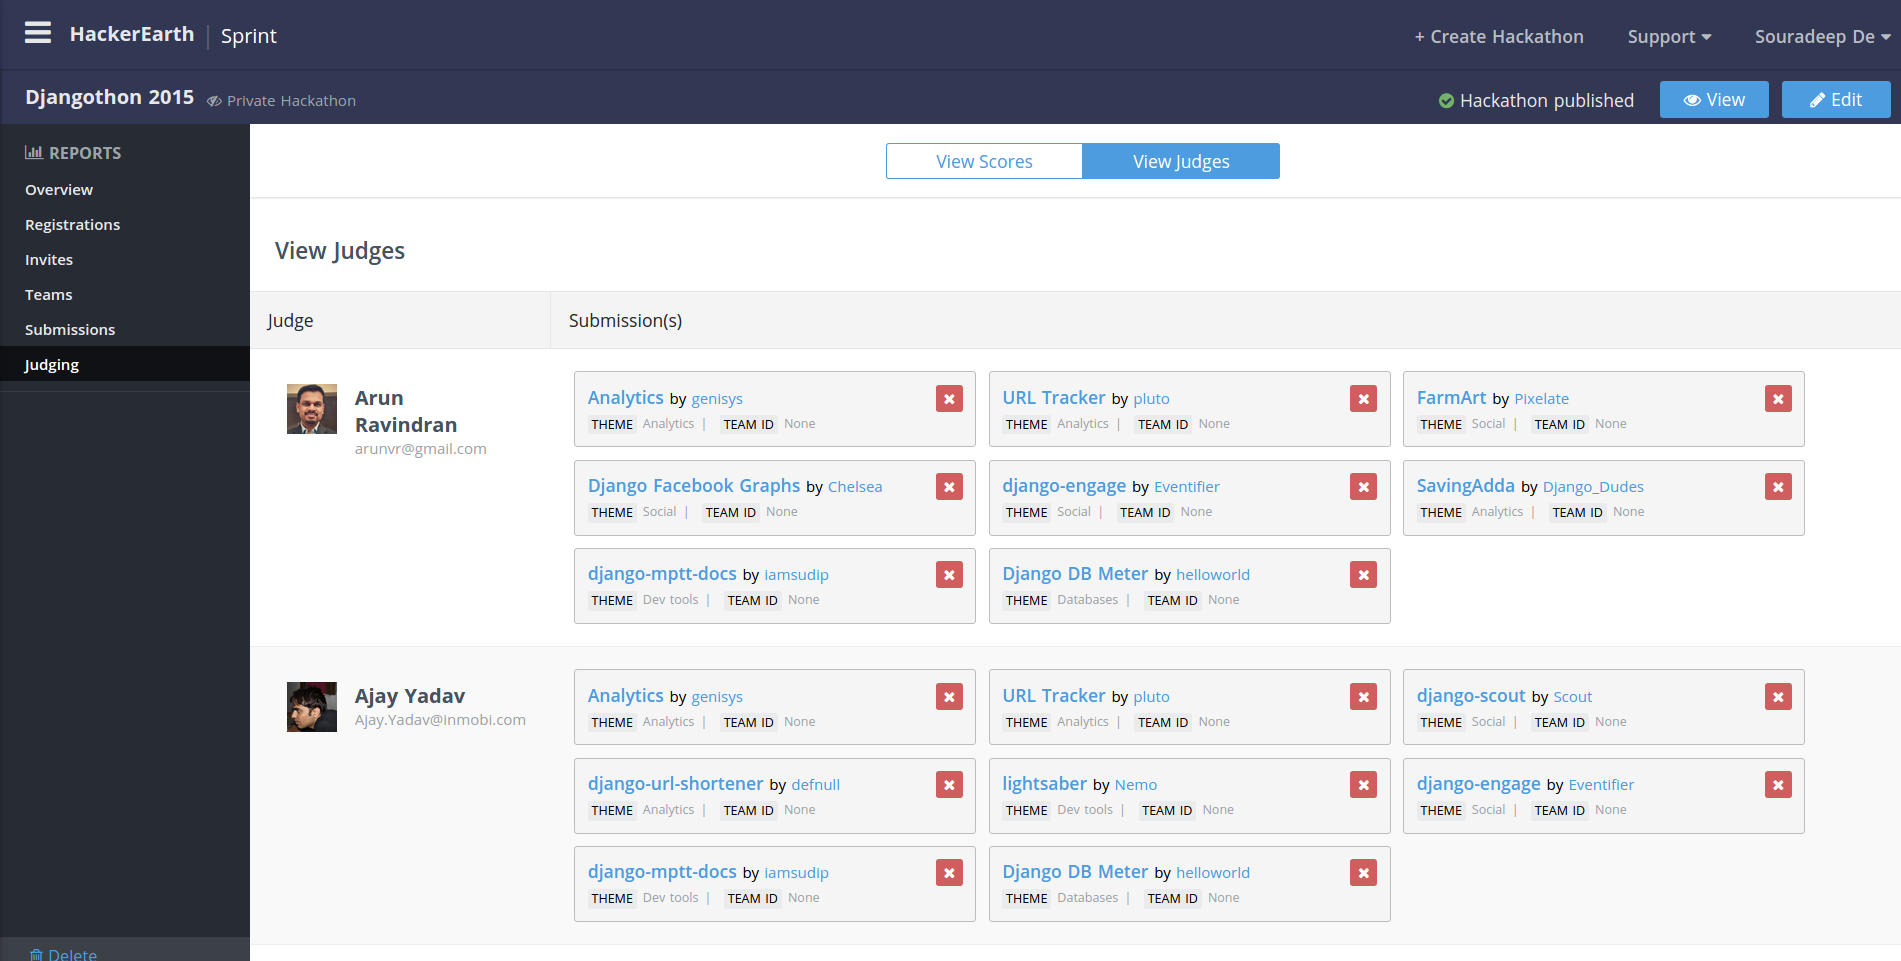 HackerEarth | Sprint
+ Create Hackathon Support Souradeep De
Djangothon 2015 Private Hackathon
Hackathon published View Edit
REPORTS
Overview
Registrations
Invites
Teams
Submissions
Judging
Delete
View Scores View Judges
View Judges
Judge Submission(s)
Arun
Ravindran
arunvr@gmail.com
Analytics by genisys
THEME Analytics | TEAM ID None
URL Tracker by pluto
THEME Analytics | TEAM ID None
FarmArt by Pixelate
THEME Social | TEAM ID None
Django Facebook Graphs by Chelsea
THEME Social | TEAM ID None
django-engage by Eventifier
THEME Social | TEAM ID None
SavingAdda by Django_Dudes
THEME Analytics | TEAM ID None
django-mptt-docs by iamsudip
THEME Dev tools | TEAM ID None
Django DB Meter by helloworld
THEME Databases | TEAM ID None
Ajay Yadav
Ajay.Yadav@inmobi.com
Analytics by genisys
THEME Analytics | TEAM ID None
URL Tracker by pluto
THEME Analytics | TEAM ID None
django-scout by Scout
THEME Social | TEAM ID None
django-url-shortener by defnull
THEME Analytics | TEAM ID None
lightsaber by Nemo
THEME Dev tools | TEAM ID None
django-engage by Eventifier
THEME Social | TEAM ID None
django-mptt-docs by iamsudip
THEME Dev tools | TEAM ID None
Django DB Meter by helloworld
THEME Databases | TEAM ID None